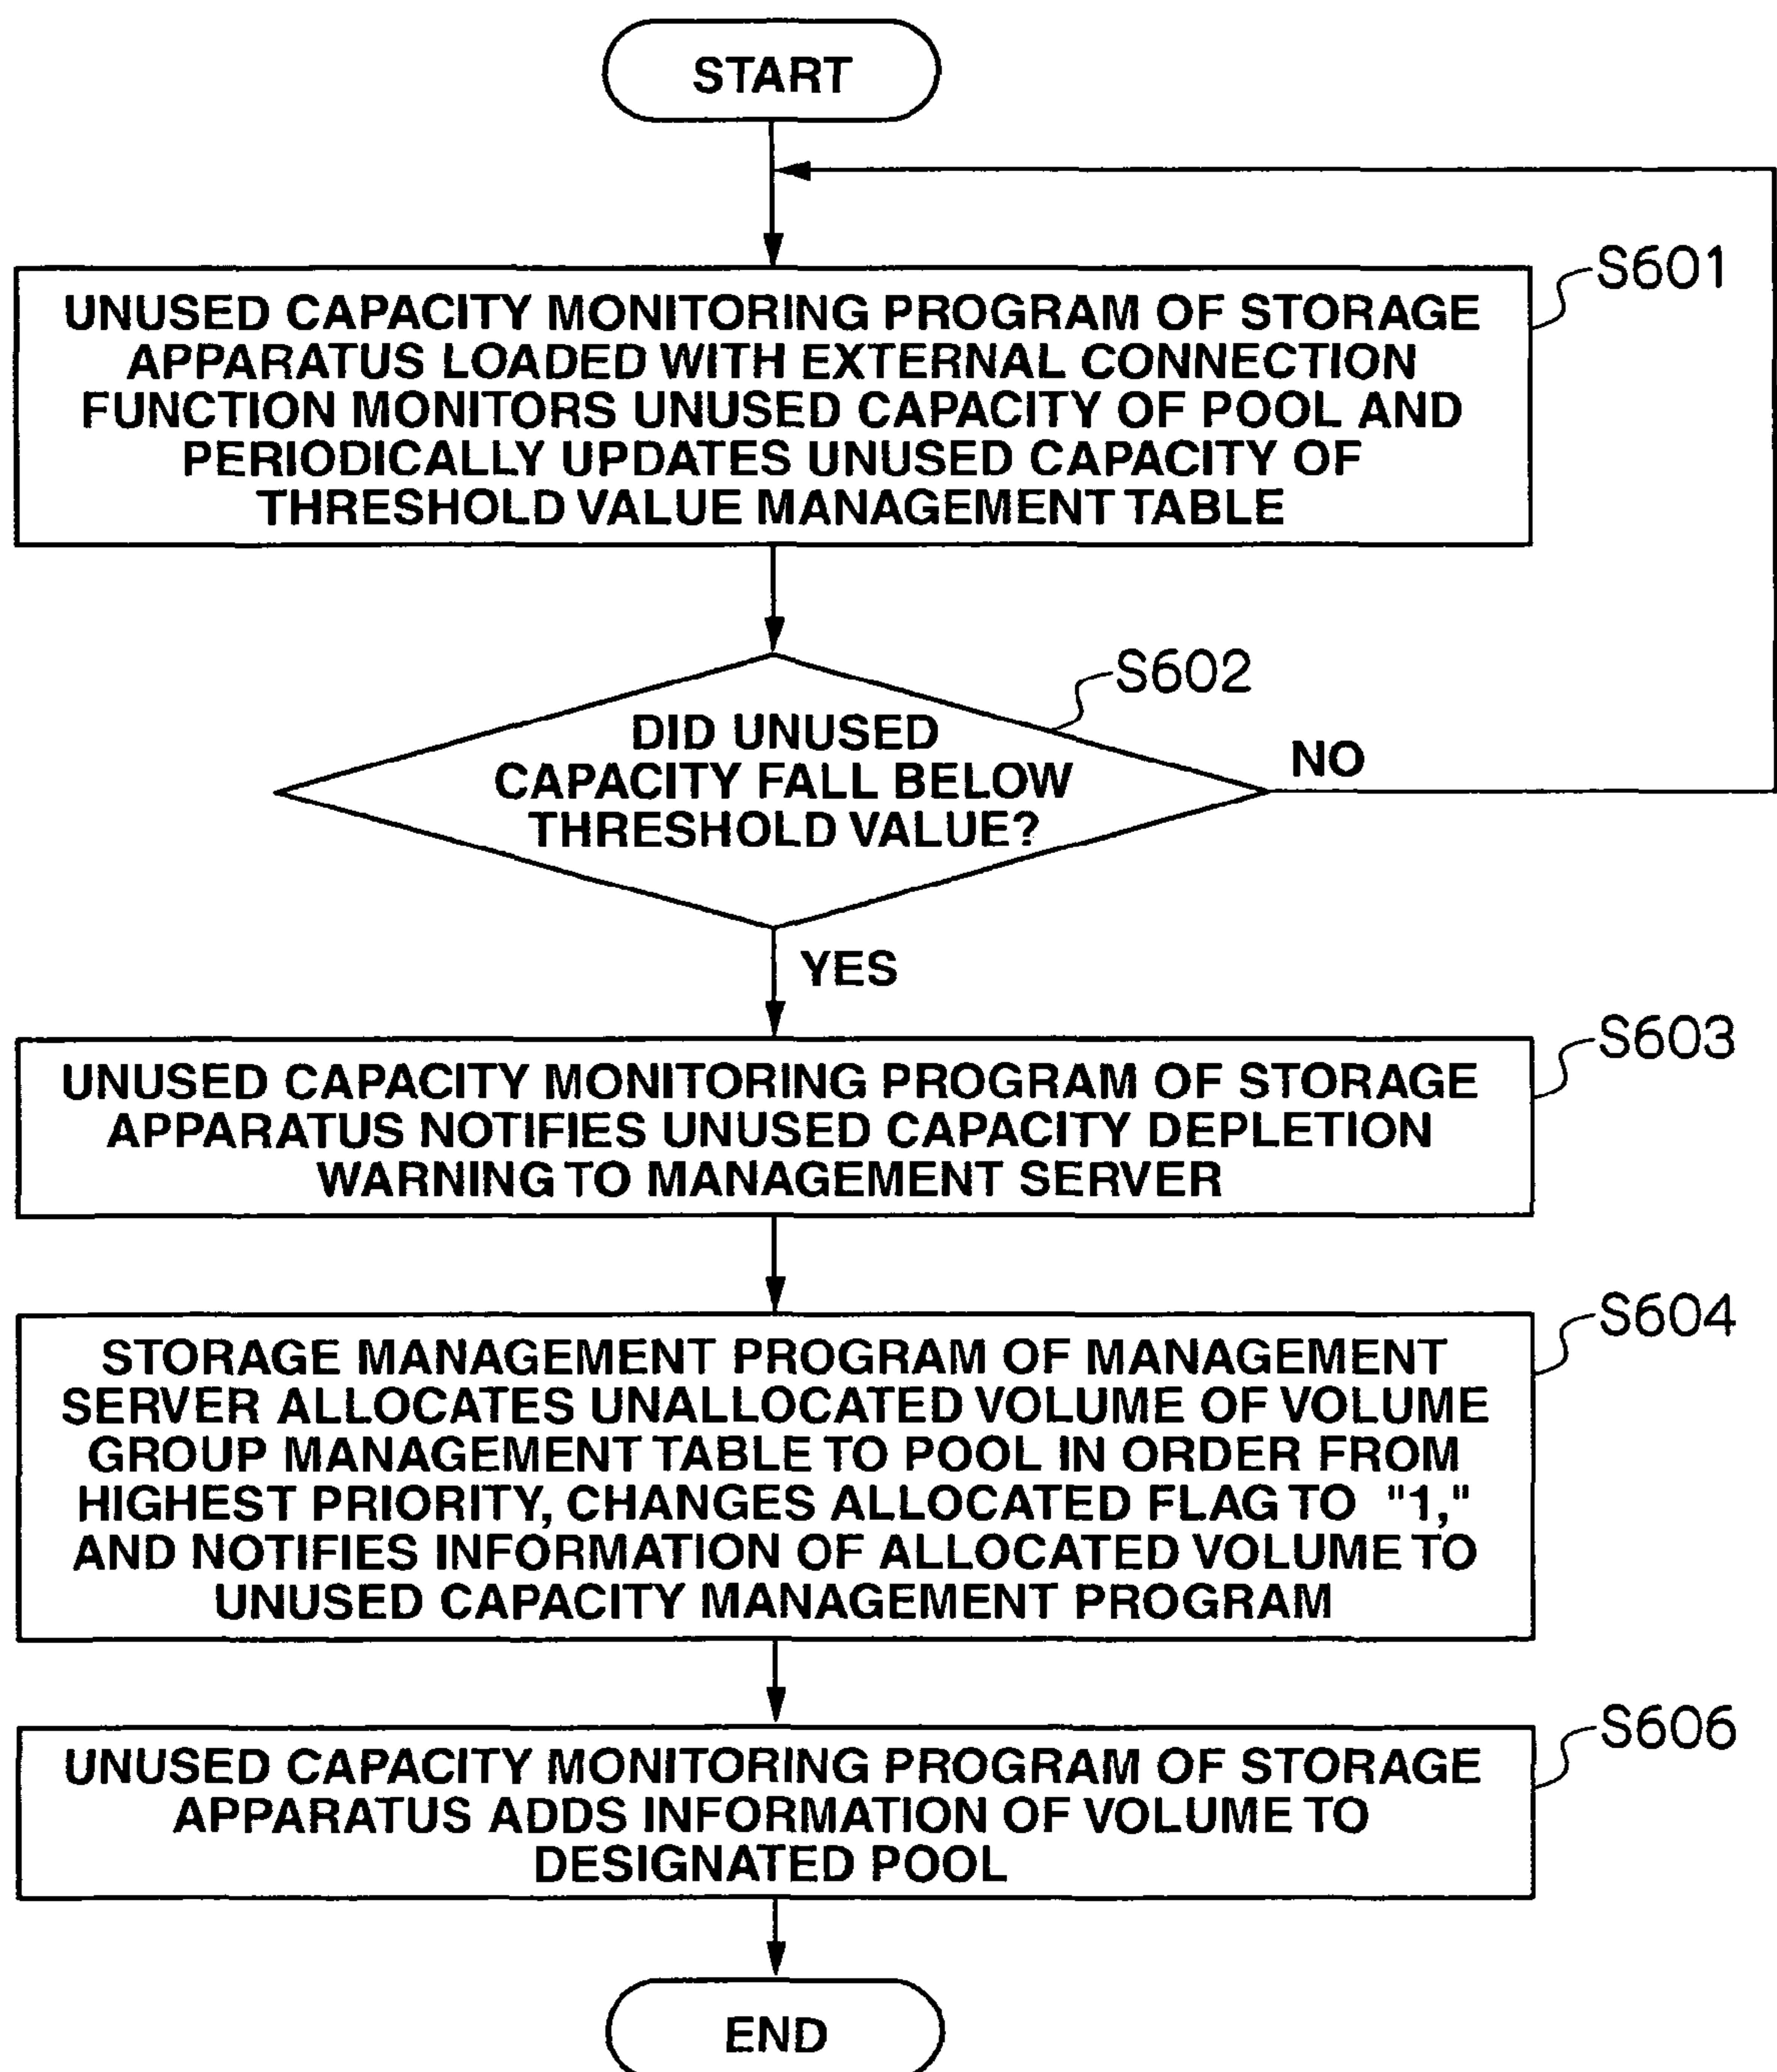 START
S601
UNUSED CAPACITY MONITORING PROGRAM OF STORAGE
APPARATUS LOADED WITH EXTERNAL CONNECTION
FUNCTION MONITORS UNUSED CAPACITY OF POOL AND
PERIODICALLY UPDATES UNUSED CAPACITY OF
THRESHOLD VALUE MANAGEMENT TABLE
S602
DID UNUSED
CAPACITY FALL BELOW
THRESHOLD VALUE?
NO
YES
S603
UNUSED CAPACITY MONITORING PROGRAM OF STORAGE
APPARATUS NOTIFIES UNUSED CAPACITY DEPLETION
WARNING TO MANAGEMENT SERVER
S604
STORAGE MANAGEMENT PROGRAM OF MANAGEMENT
SERVER ALLOCATES UNALLOCATED VOLUME OF VOLUME
GROUP MANAGEMENT TABLE TO POOL IN ORDER FROM
HIGHEST PRIORITY, CHANGES ALLOCATED FLAG TO "1,"
AND NOTIFIES INFORMATION OF ALLOCATED VOLUME TO
UNUSED CAPACITY MANAGEMENT PROGRAM
S606
UNUSED CAPACITY MONITORING PROGRAM OF STORAGE
APPARATUS ADDS INFORMATION OF VOLUME TO
DESIGNATED POOL
END